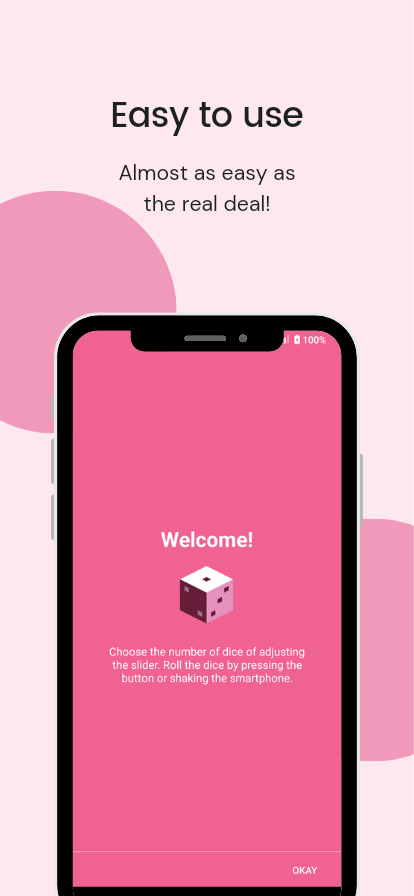 Easy to use
Almost as easy as
the real deal!
100%
Welcome!
Choose the number of dice of adjusting
the slider. Roll the dice by pressing the
button or shaking the smartphone.
OKAY